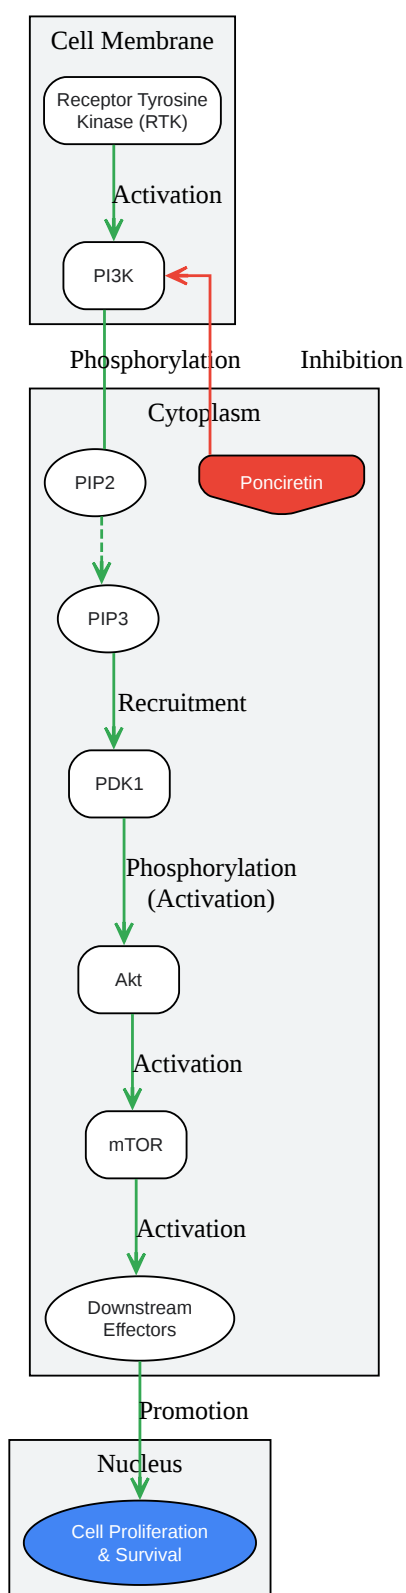 Cell Membrane
Receptor Tyrosine
Kinase (RTK)
Activation
PI3K
Phosphorylation
Inhibition
Cytoplasm
PIP2
Ponciretin
PIP3
Recruitment
PDK1
Phosphorylation
(Activation)
Akt
Activation
mTOR
Activation
Downstream
Effectors
Promotion
Nucleus
Cell Proliferation
& Survival